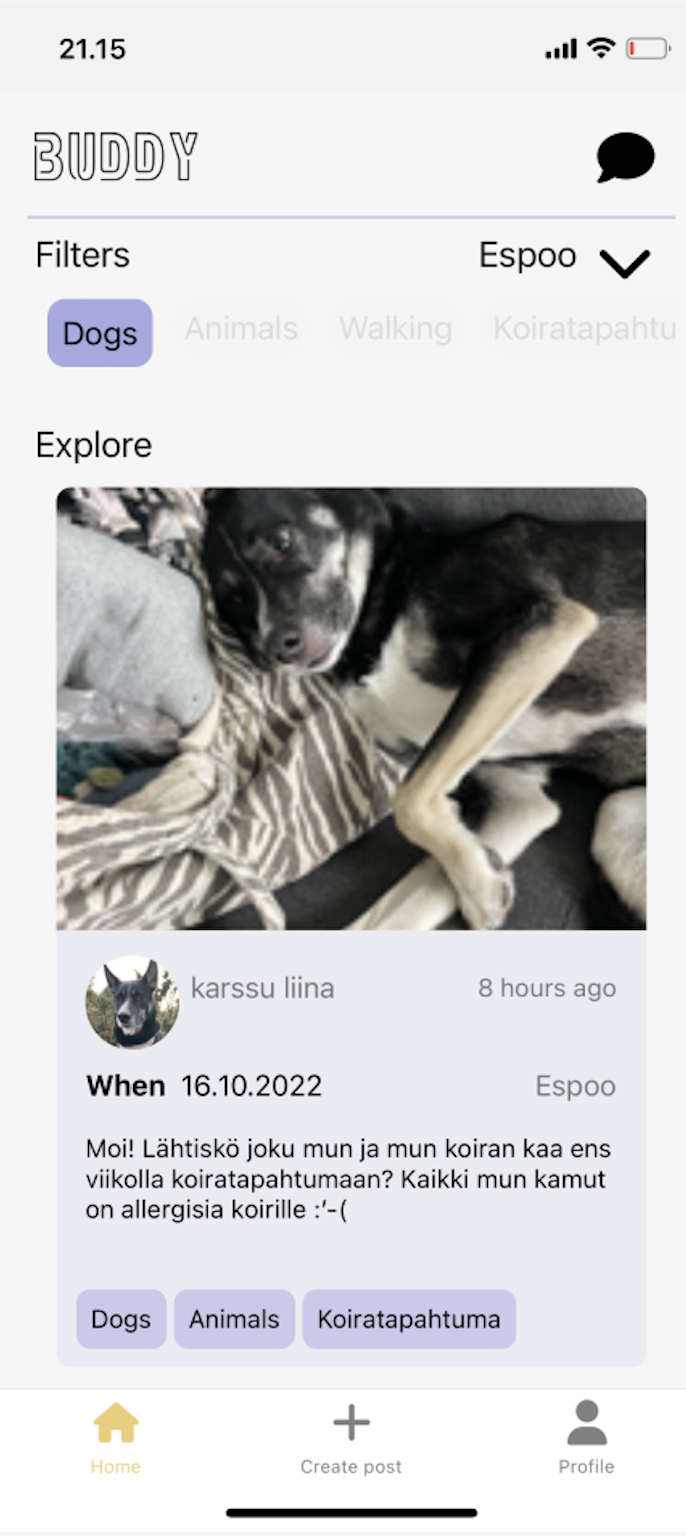 21.15
BUDDY
Filters Espoo
Dogs Animals Walking Koiratapahtu
Explore
karssu liina 8 hours ago
When 16.10.2022 Espoo
Moi! Lähtiskö joku mun ja mun koiran kaa ens
viikolla koiratapahtumaan? Kaikki mun kamut
on allergisia koirille :'-(
Dogs Animals Koiratapahtuma
Home Create post Profile